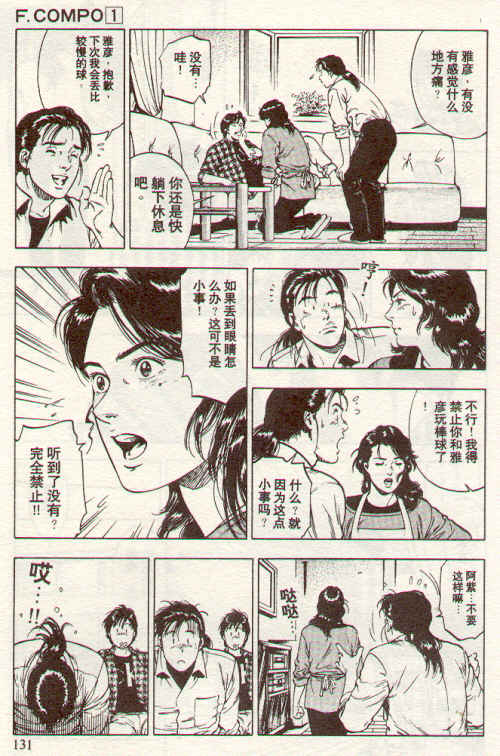 F.COMPO 1
雅彦，有没
有感觉什么
地方痛？
没有…
哇！
你还是快
躺下休息
吧。
雅彦，抱歉，
下次我会丢比
较慢的球。
哼！
如果丢到眼睛怎
么办？这可不是
小事！
听到了没有？
完全禁止!!
不行！我得
禁止你和雅
彦玩棒球了
！
什么？就
因为这点
小事吗？
阿紫…不要
这样嘛…
哒
哒…
哎
…!!
131